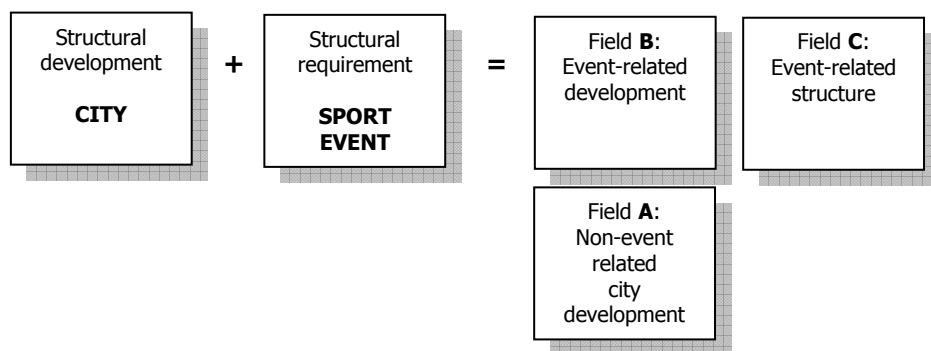 Structural
development
CITY
+
Structural
requirement
SPORT
EVENT
=
Field B:
Event-related
development
Field C:
Event-related
structure
Field A:
Non-event
related
city
development